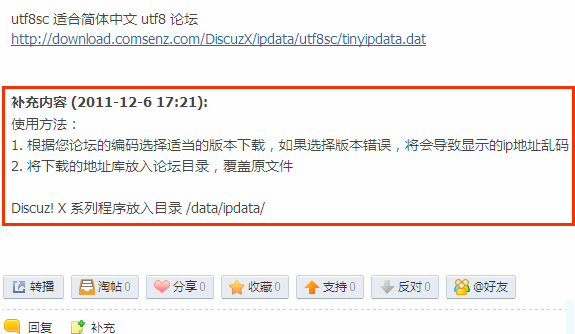 utf8sc 适合简体中文 utf8 论坛
http://download.comsenz.com/DiscuzX/ipdata/utf8sc/tinyipdata.dat
补充内容 (2011-12-6 17:21):
使用方法：
1. 根据您论坛的编码选择适当的版本下载，如果选择版本错误，将会导致显示的ip地址乱码
2. 将下载的地址库放入论坛目录，覆盖原文件
Discuz! X 系列程序放入目录 /data/ipdata/
转播 淘帖 0 分享 0 收藏 0 支持 0 反对 0 @好友
回复 补充